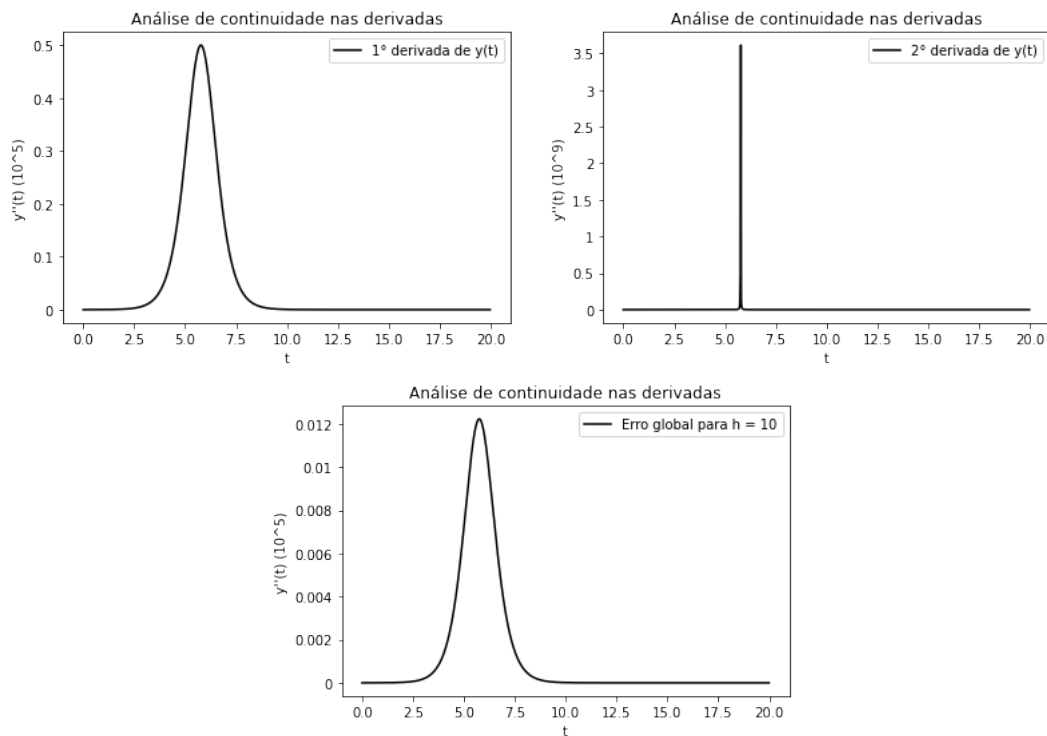 Análise de continuidade nas derivadas
1° derivada de y(t)
y''(t) (10^5)
0.5
0.4
0.3
0.2
0.1
0
0.0 2.5 5.0 7.5 10.0 12.5 15.0 17.5 20.0
t
Análise de continuidade nas derivadas
2° derivada de y(t)
y''(t) (10^9)
3.5
3
2.5
2
1.5
1
0.5
0
0.0 2.5 5.0 7.5 10.0 12.5 15.0 17.5 20.0
t
Análise de continuidade nas derivadas
Erro global para h = 10
y''(t) (10^5)
0.012
0.01
0.008
0.006
0.004
0.002
0
0.0 2.5 5.0 7.5 10.0 12.5 15.0 17.5 20.0
t